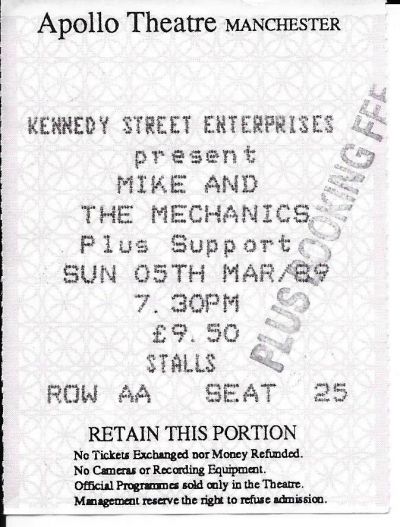 Apollo Theatre MANCHESTER
KENNEDY STREET ENTERPRISES
present
MIKE AND
THE MECHANICS
Plus Support
SUN 05TH MAR/89
7.30PM
£9.50
STALLS
ROW AA SEAT 25
PLUS BOOKING FEE
RETAIN THIS PORTION
No Tickets Exchanged nor Money Refunded.
No Cameras or Recording Equipment.
Official Programmes sold only in the Theatre.
Management reserve the right to refuse admission.